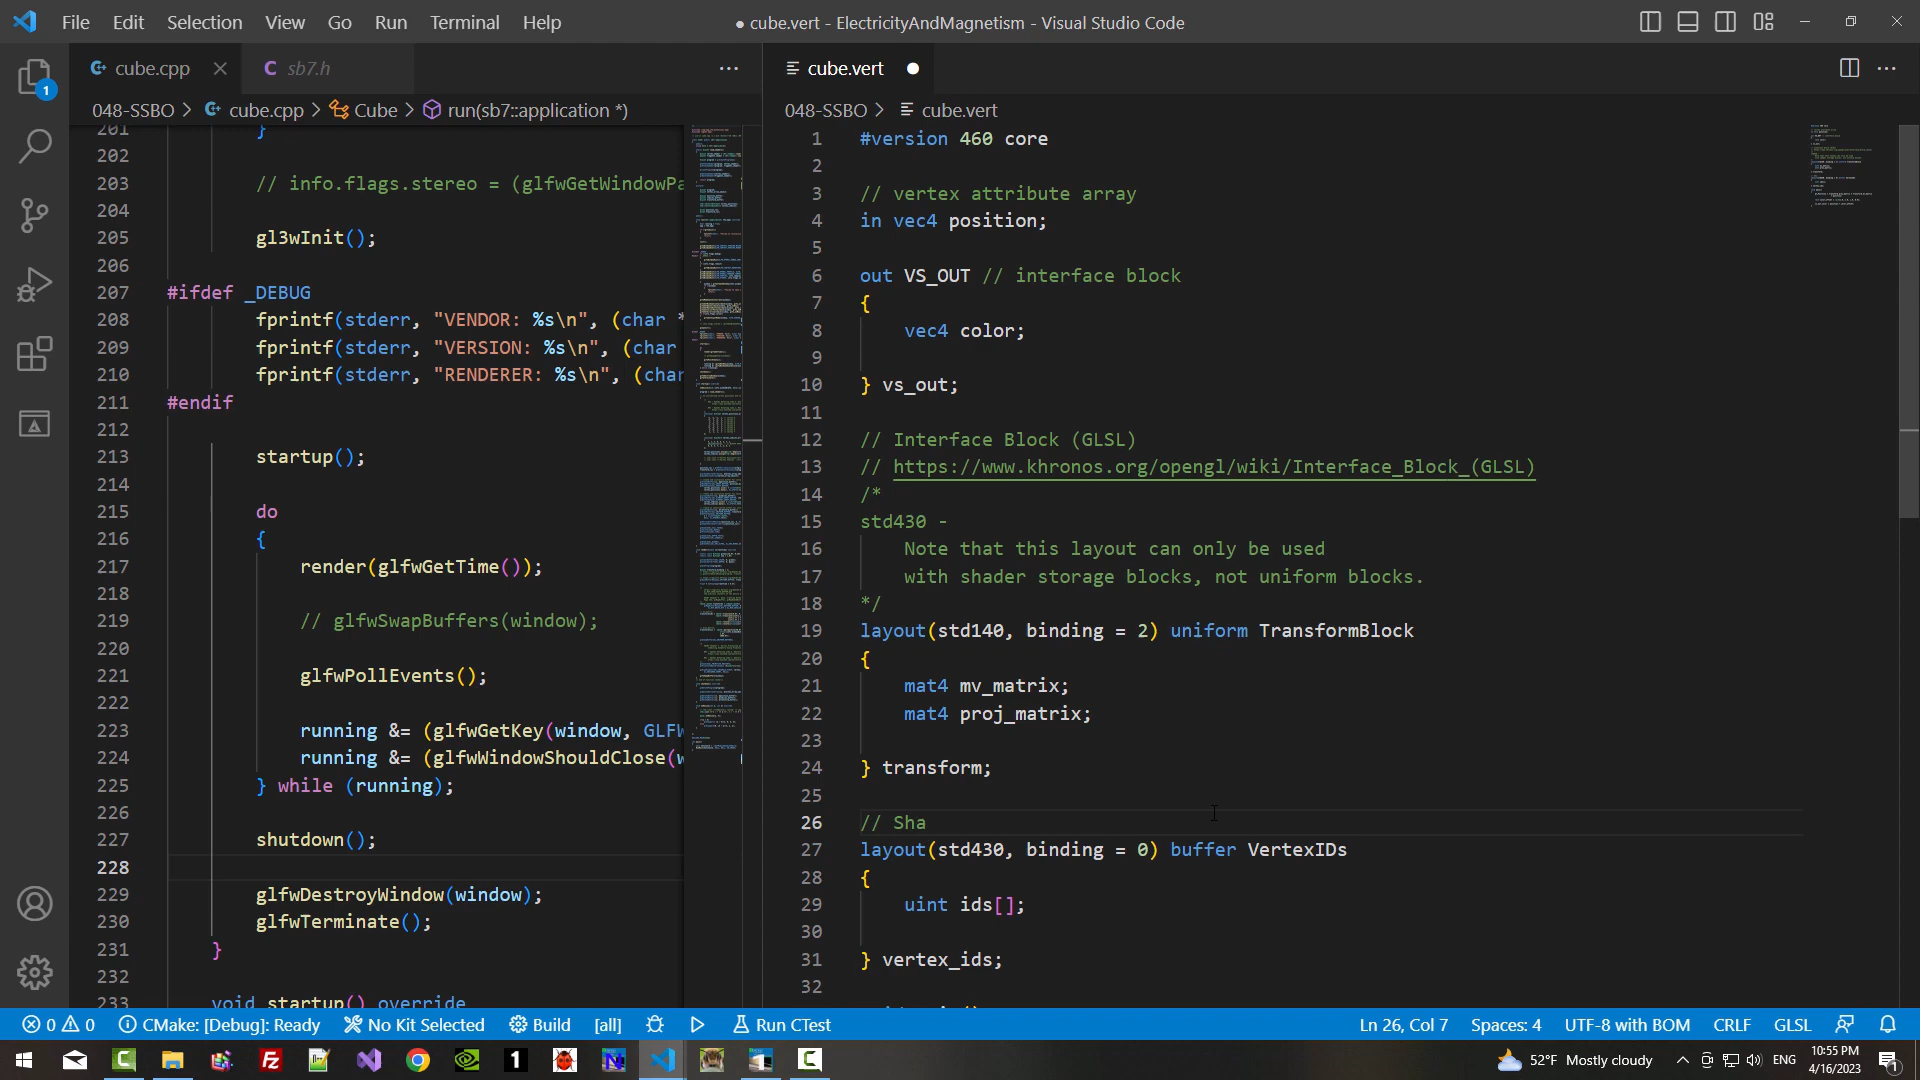 File Edit Selection View Go Run Terminal Help
● cube.vert - ElectricityAndMagnetism - Visual Studio Code
cube.cpp
sb7.h
048-SSBO > cube.cpp > Cube > run(sb7::application *)
201 }
202
203 // info.flags.stereo = (glfwGetWindowPa
204
205 gl3wInit();
206
207 #ifdef _DEBUG
208 fprintf(stderr, "VENDOR: %s\n", (char *
209 fprintf(stderr, "VERSION: %s\n", (char
210 fprintf(stderr, "RENDERER: %s\n", (char
211 #endif
212
213 startup();
214
215 do
216 {
217 render(glfwGetTime());
218
219 // glfwSwapBuffers(window);
220
221 glfwPollEvents();
222
223 running &= (glfwGetKey(window, GLFW
224 running &= (glfwWindowShouldClose(w
225 } while (running);
226
227 shutdown();
228
229 glfwDestroyWindow(window);
230 glfwTerminate();
231 }
232
233 void startup() override
cube.vert
048-SSBO > cube.vert
1 #version 460 core
2
3 // vertex attribute array
4 in vec4 position;
5
6 out VS_OUT // interface block
7 {
8 vec4 color;
9
10 } vs_out;
11
12 // Interface Block (GLSL)
13 // https://www.khronos.org/opengl/wiki/Interface_Block_(GLSL)
14 /*
15 std430 -
16 Note that this layout can only be used
17 with shader storage blocks, not uniform blocks.
18 */
19 layout(std140, binding = 2) uniform TransformBlock
20 {
21 mat4 mv_matrix;
22 mat4 proj_matrix;
23
24 } transform;
25
26 // Sha
27 layout(std430, binding = 0) buffer VertexIDs
28 {
29 uint ids[];
30
31 } vertex_ids;
32
0 0 CMake: [Debug]: Ready No Kit Selected Build [all] Run CTest
Ln 26, Col 7 Spaces: 4 UTF-8 with BOM CRLF GLSL
52°F Mostly cloudy ENG
10:55 PM
4/16/2023